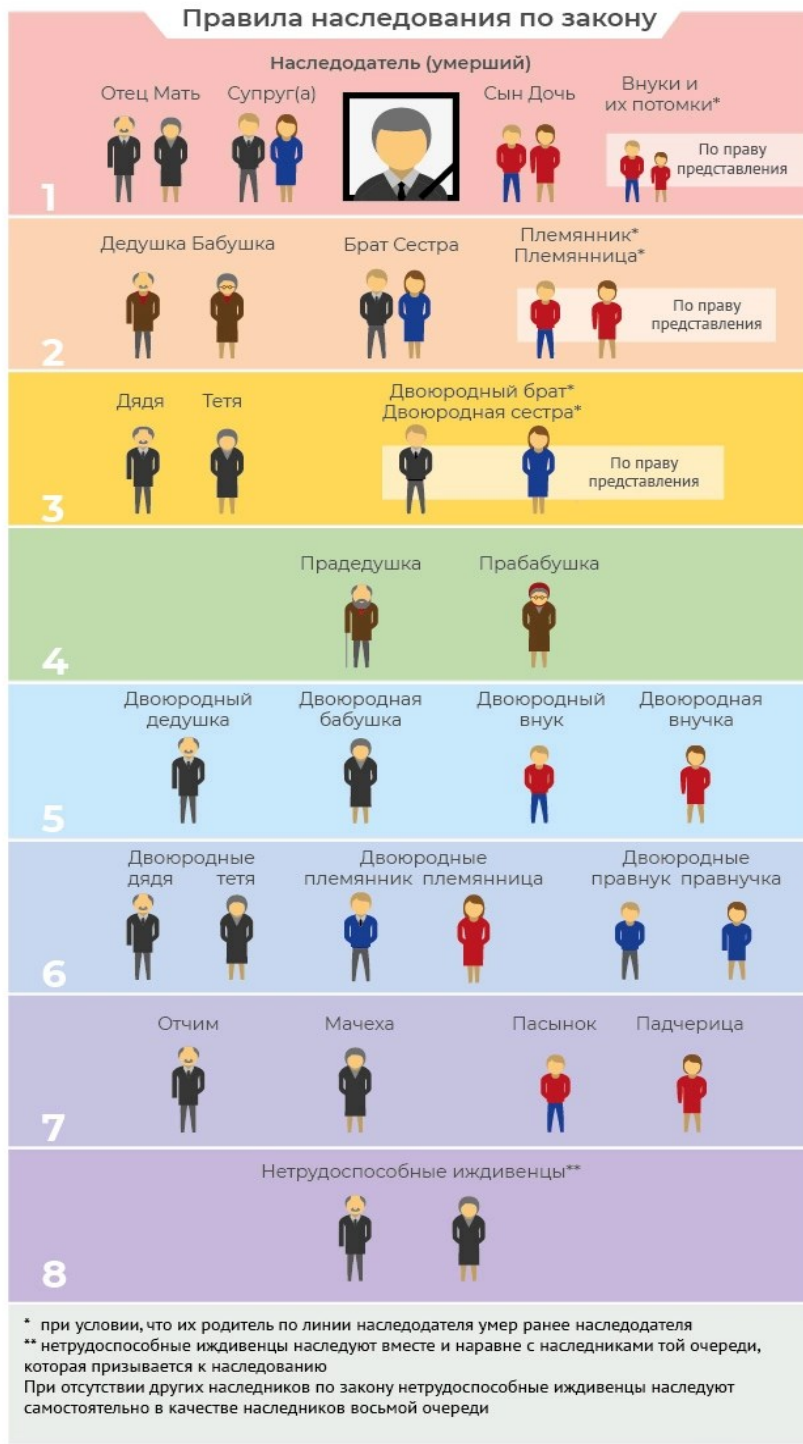 Правила наследования по закону
Наследодатель (умерший)
Отец Мать
Супруг(а)
Сын Дочь
Внуки и
их потомки*
По праву
представления
1
Дедушка Бабушка
Брат Сестра
Племянник*
Племянница*
По праву
представления
2
Дядя
Тетя
Двоюродный брат*
Двоюродная сестра*
По праву
представления
3
Прадедушка
Прабабушка
4
Двоюродный
дедушка
Двоюродная
бабушка
Двоюродный
внук
Двоюродная
внучка
5
Двоюродные
дядя тетя
Двоюродные
племянник племянница
Двоюродные
правнук правнучка
6
Отчим
Мачеха
Пасынок
Падчерица
7
Нетрудоспособные иждивенцы**
8
* при условии, что их родитель по линии наследодателя умер ранее наследодателя
** нетрудоспособные иждивенцы наследуют вместе и наравне с наследниками той очереди,
которая призывается к наследованию
При отсутствии других наследников по закону нетрудоспособные иждивенцы наследуют
самостоятельно в качестве наследников восьмой очереди